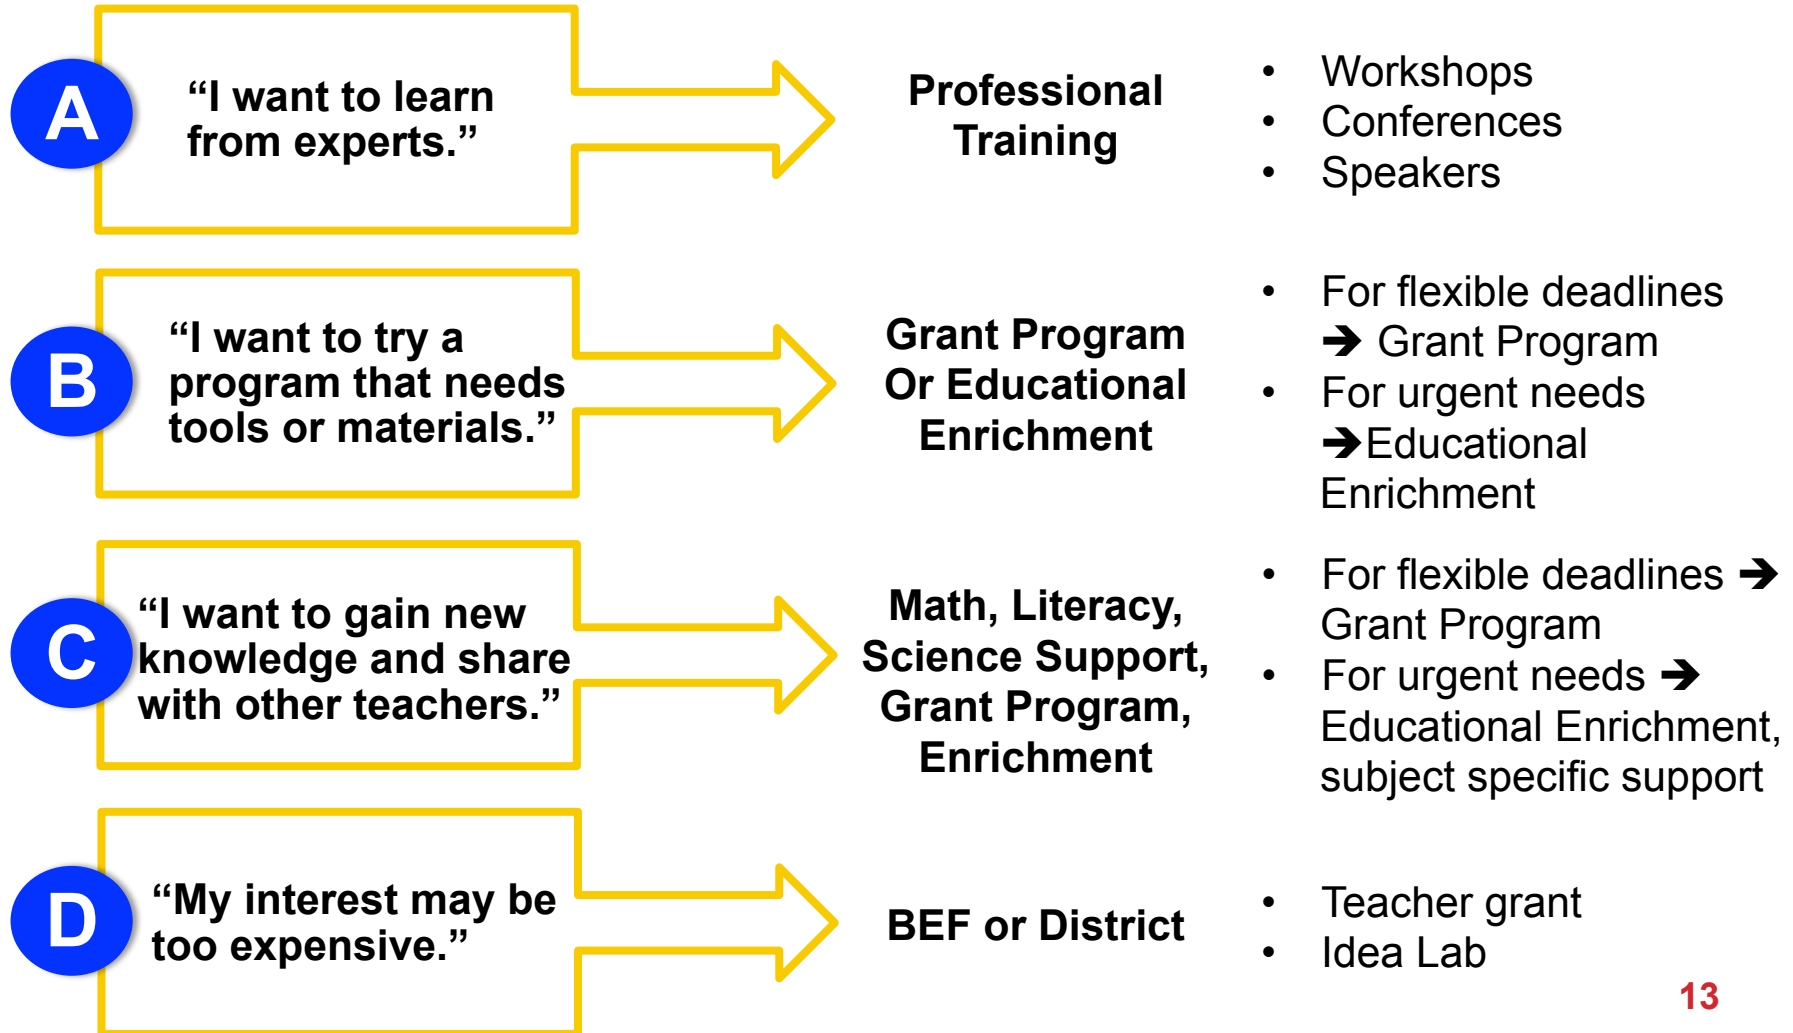 A
“I want to learn
from experts.”
Professional
Training
• Workshops
• Conferences
• Speakers
B
“I want to try a
program that needs
tools or materials.”
Grant Program
Or Educational
Enrichment
• For flexible deadlines
➔ Grant Program
• For urgent needs
➔Educational
Enrichment
C
“I want to gain new
knowledge and share
with other teachers.”
Math, Literacy,
Science Support,
Grant Program,
Enrichment
• For flexible deadlines ➔
Grant Program
• For urgent needs ➔
Educational Enrichment,
subject specific support
D
“My interest may be
too expensive.”
BEF or District
• Teacher grant
• Idea Lab
13